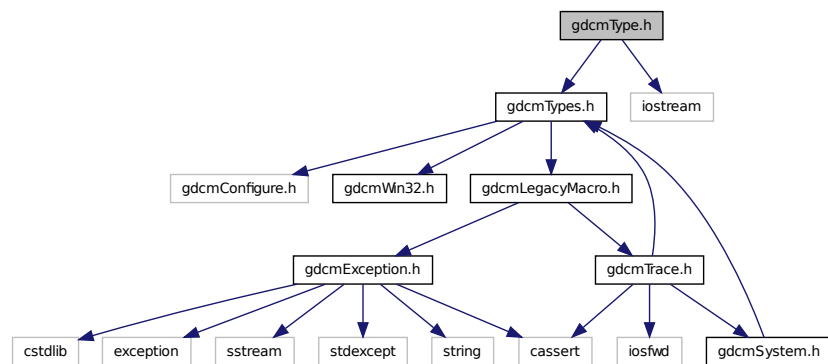 gdcmType.h
gdcmTypes.h
iostream
gdcmConfigure.h
gdcmWin32.h
gdcmLegacyMacro.h
gdcmException.h
gdcmTrace.h
cstdlib
exception
sstream
stdexcept
string
cassert
iosfwd
gdcmSystem.h